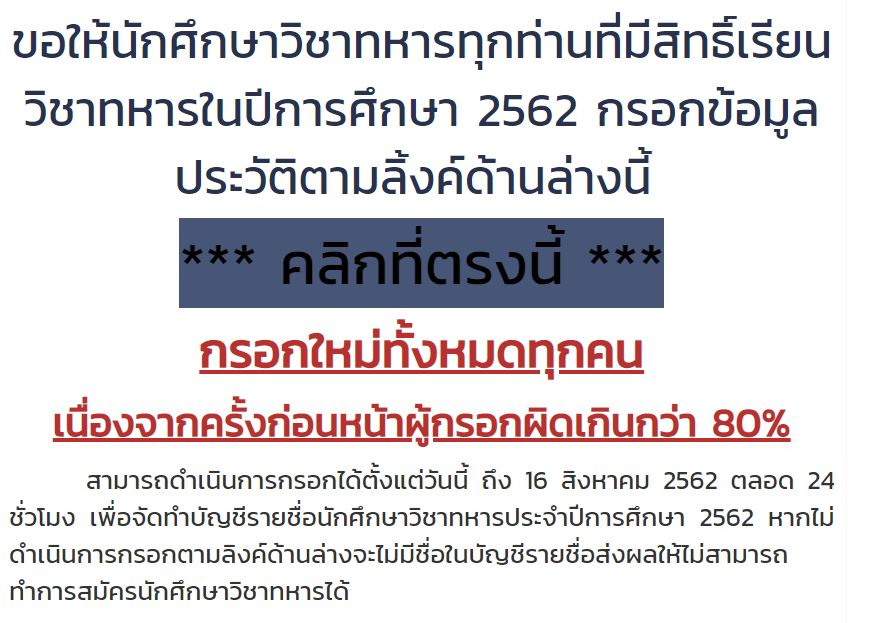 ขอให้นักศึกษาวิชาทหารทุกท่านที่มีสิทธิ์เรียน
วิชาทหารในปีการศึกษา 2562 กรอกข้อมูล
ประวัติตามลิ้งค์ด้านล่างนี้
*** คลิกที่ตรงนี้ ***
กรอกใหม่ทั้งหมดทุกคน
เนื่องจากครั้งก่อนหน้าผู้กรอกผิดเกินกว่า 80%
สามารถดำเนินการกรอกได้ตั้งแต่วันนี้ ถึง 16 สิงหาคม 2562 ตลอด 24
ชั่วโมง เพื่อจัดทำบัญชีรายชื่อนักศึกษาวิชาทหารประจำปีการศึกษา 2562 หากไม่
ดำเนินการกรอกตามลิงค์ด้านล่างจะไม่มีชื่อในบัญชีรายชื่อส่งผลให้ไม่สามารถ
ทำการสมัครนักศึกษาวิชาทหารได้